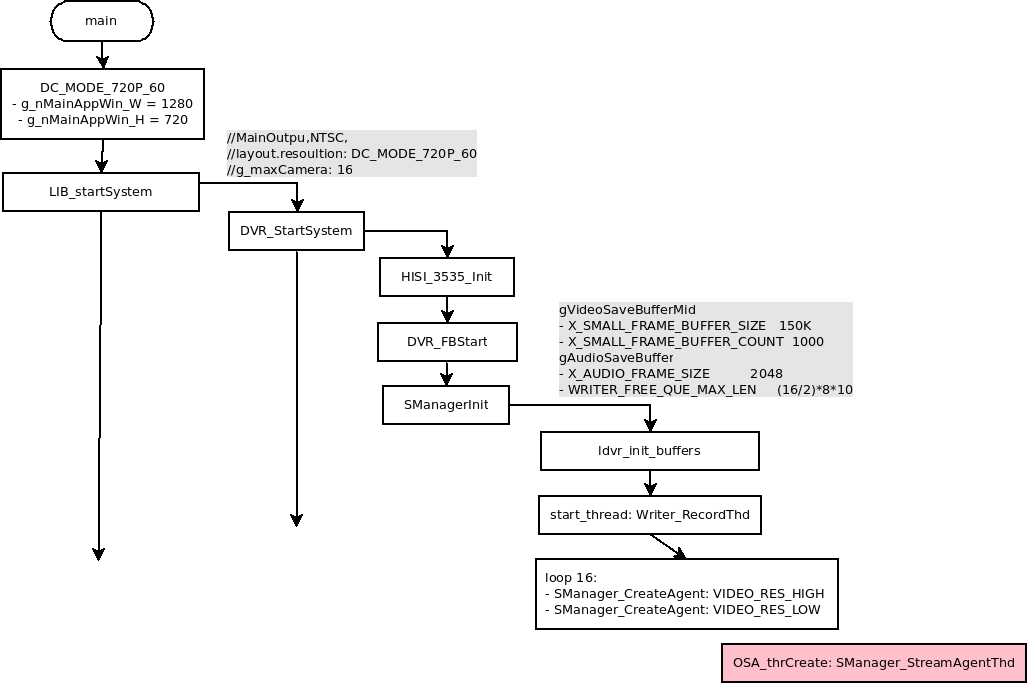 main
DC_MODE_720P_60
- g_nMainAppWin_W = 1280
- g_nMainAppWin_H = 720
//MainOutpu,NTSC,
//layout.resoultion: DC_MODE_720P_60
//g_maxCamera: 16
LIB_startSystem
DVR_StartSystem
HISI_3535_Init
DVR_FBStart
SManagerInit
gVideoSaveBufferMid
- X_SMALL_FRAME_BUFFER_SIZE 150K
- X_SMALL_FRAME_BUFFER_COUNT 1000
gAudioSaveBuffer
- X_AUDIO_FRAME_SIZE 2048
- WRITER_FREE_QUE_MAX_LEN (16/2)*8*10
ldvr_init_buffers
start_thread: Writer_RecordThd
loop 16:
- SManager_CreateAgent: VIDEO_RES_HIGH
- SManager_CreateAgent: VIDEO_RES_LOW
OSA_thrCreate: SManager_StreamAgentThd